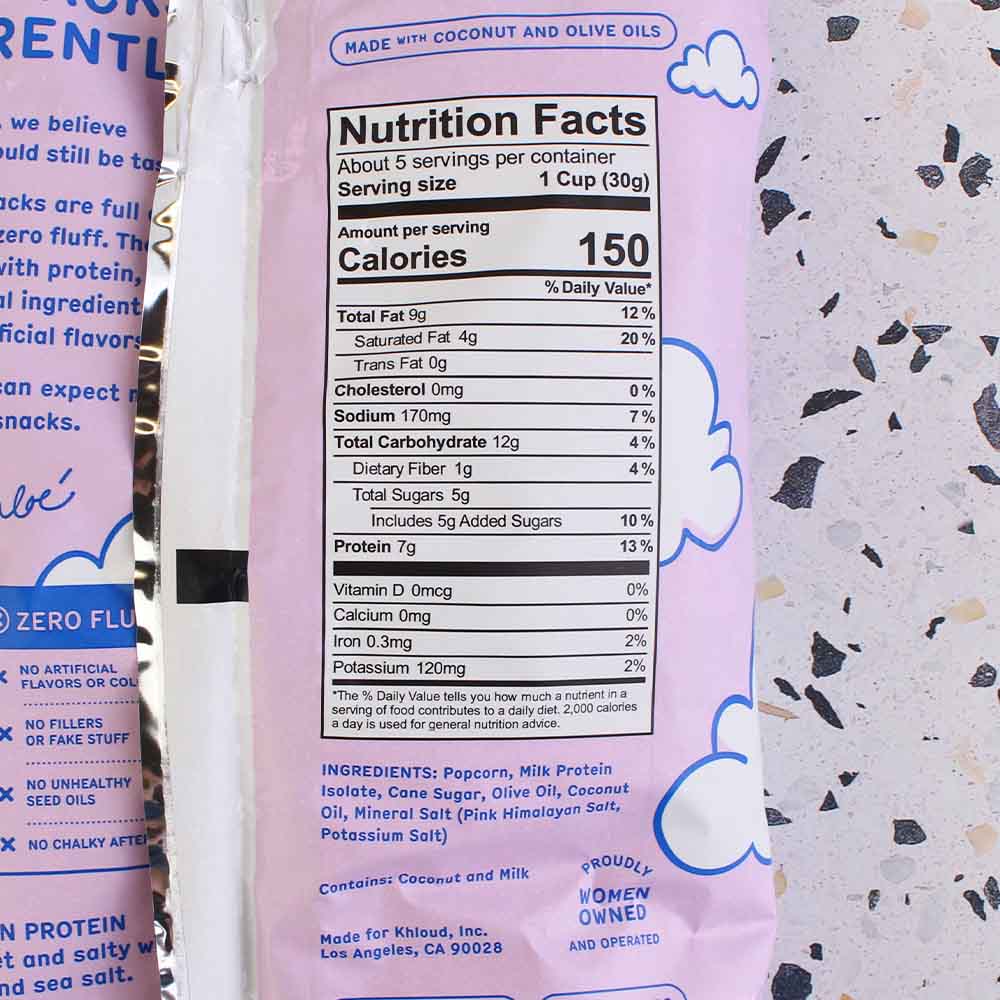 RENTL
we believe
ould still be tas
acks are full
zero fluff. The
with protein,
al ingredient
ficial flavors
can expect
snacks.
ZERO FLU
NO ARTIFICIAL
FLAVORS OR COL
NO FILLERS
OR FAKE STUFF
NO UNHEALTHY
SEED OILS
NO CHALKY AFTE
N PROTEIN
et and salty w
nd sea salt.
MADE WITH COCONUT AND OLIVE OILS
Nutrition Facts
About 5 servings per container
Serving size 1 Cup (30g)
Amount per serving
Calories 150
% Daily Value*
Total Fat 9g 12%
Saturated Fat 4g 20%
Trans Fat 0g
Cholesterol 0mg 0%
Sodium 170mg 7%
Total Carbohydrate 12g 4%
Dietary Fiber 1g 4%
Total Sugars 5g
Includes 5g Added Sugars 10%
Protein 7g 13%
Vitamin D 0mcg 0%
Calcium 0mg 0%
Iron 0.3mg 2%
Potassium 120mg 2%
*The % Daily Value tells you how much a nutrient in a
serving of food contributes to a daily diet. 2,000 calories
a day is used for general nutrition advice.
INGREDIENTS: Popcorn, Milk Protein
Isolate, Cane Sugar, Olive Oil, Coconut
Oil, Mineral Salt (Pink Himalayan Salt,
Potassium Salt)
Contains: Coconut and Milk
Made for Khloud, Inc.
Los Angeles, CA 90028
PROUDLY
WOMEN
OWNED
AND OPERATED